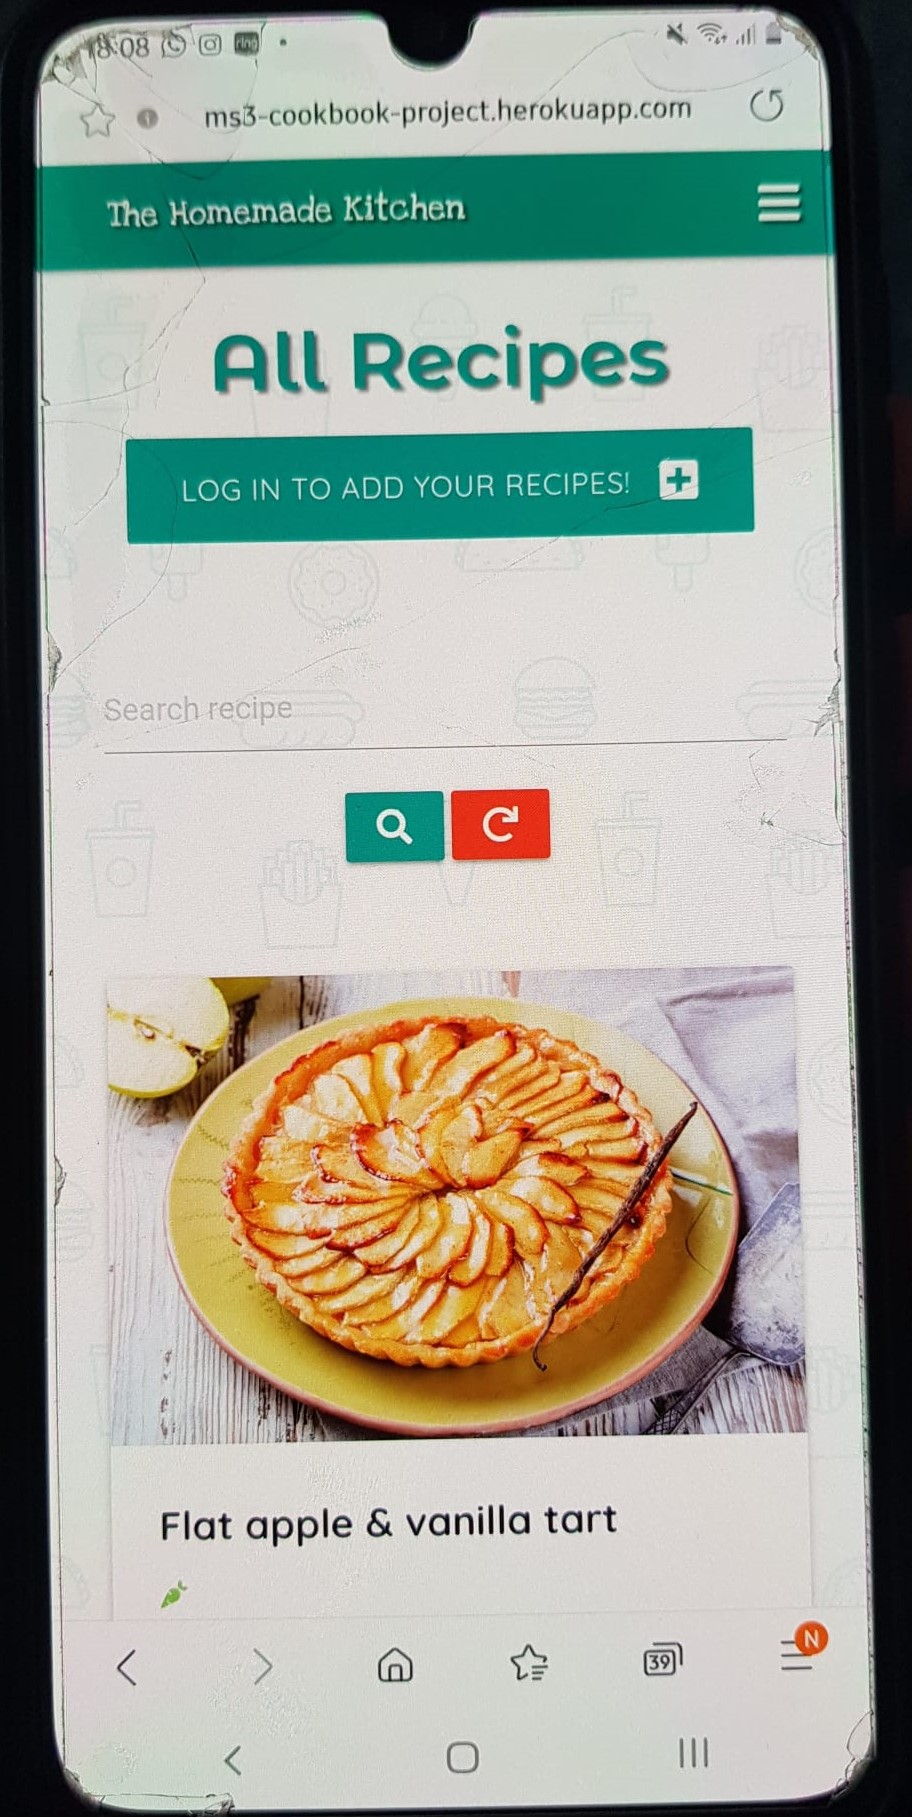 18:08
ring
ms3-cookbook-project.herokuapp.com
The Homemade Kitchen
All Recipes
LOG IN TO ADD YOUR RECIPES!
Search recipe
Flat apple & vanilla tart
39
N